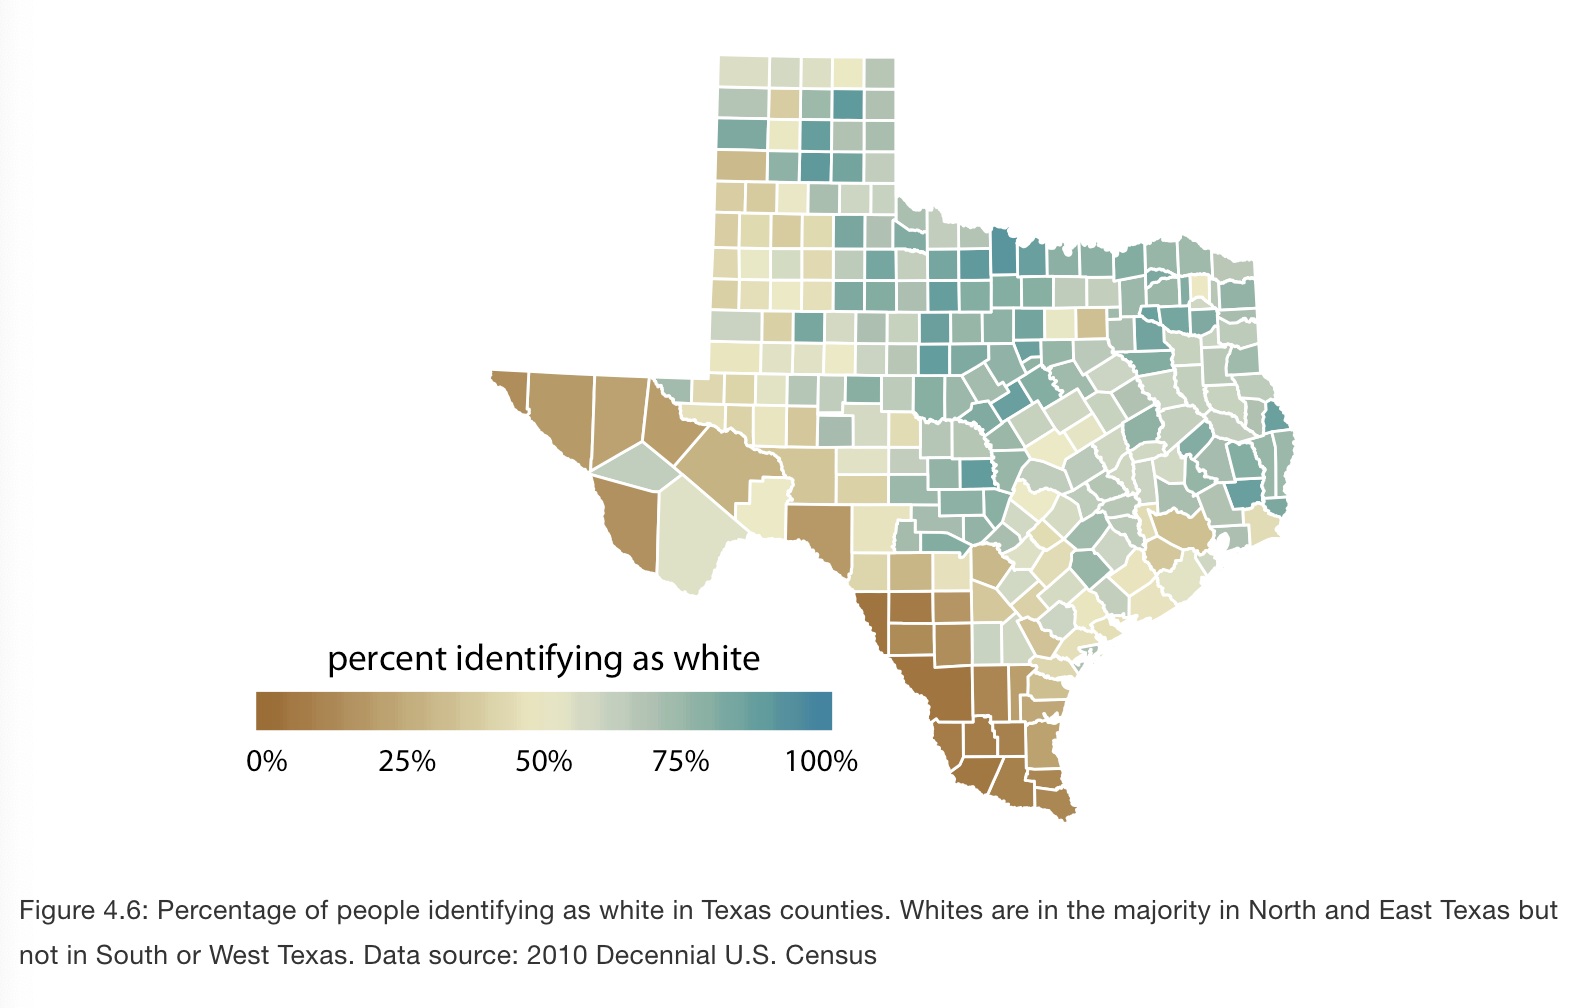 percent identifying as white
0% 25% 50% 75% 100%
Figure 4.6: Percentage of people identifying as white in Texas counties. Whites are in the majority in North and East Texas but
not in South or West Texas. Data source: 2010 Decennial U.S. Census